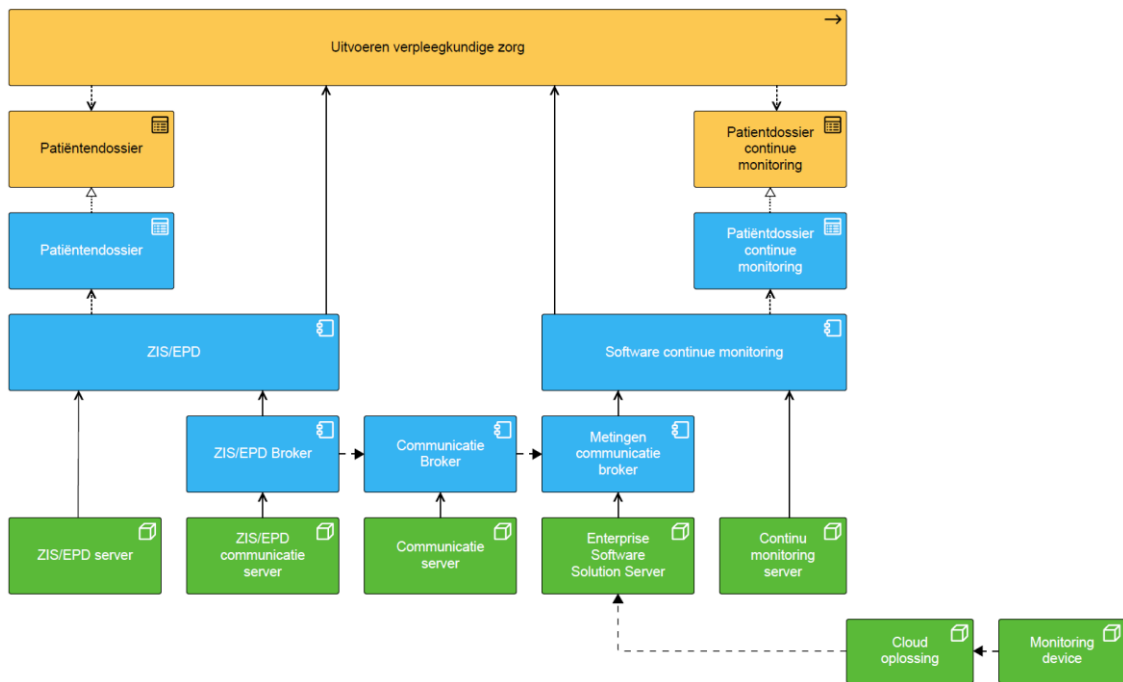 Uitvoeren verpleegkundige zorg
Patiëntendossier
Patientdossier
continue
monitoring
Patiëntendossier
Patiëntdossier
continue
monitoring
ZIS/EPD
Software continue monitoring
ZIS/EPD Broker
Communicatie
Broker
Metingen
communicatie
broker
ZIS/EPD server
ZIS/EPD
communicatie
server
Communicatie
server
Enterprise
Software
Solution Server
Continu
monitoring
server
Cloud
oplossing
Monitoring
device